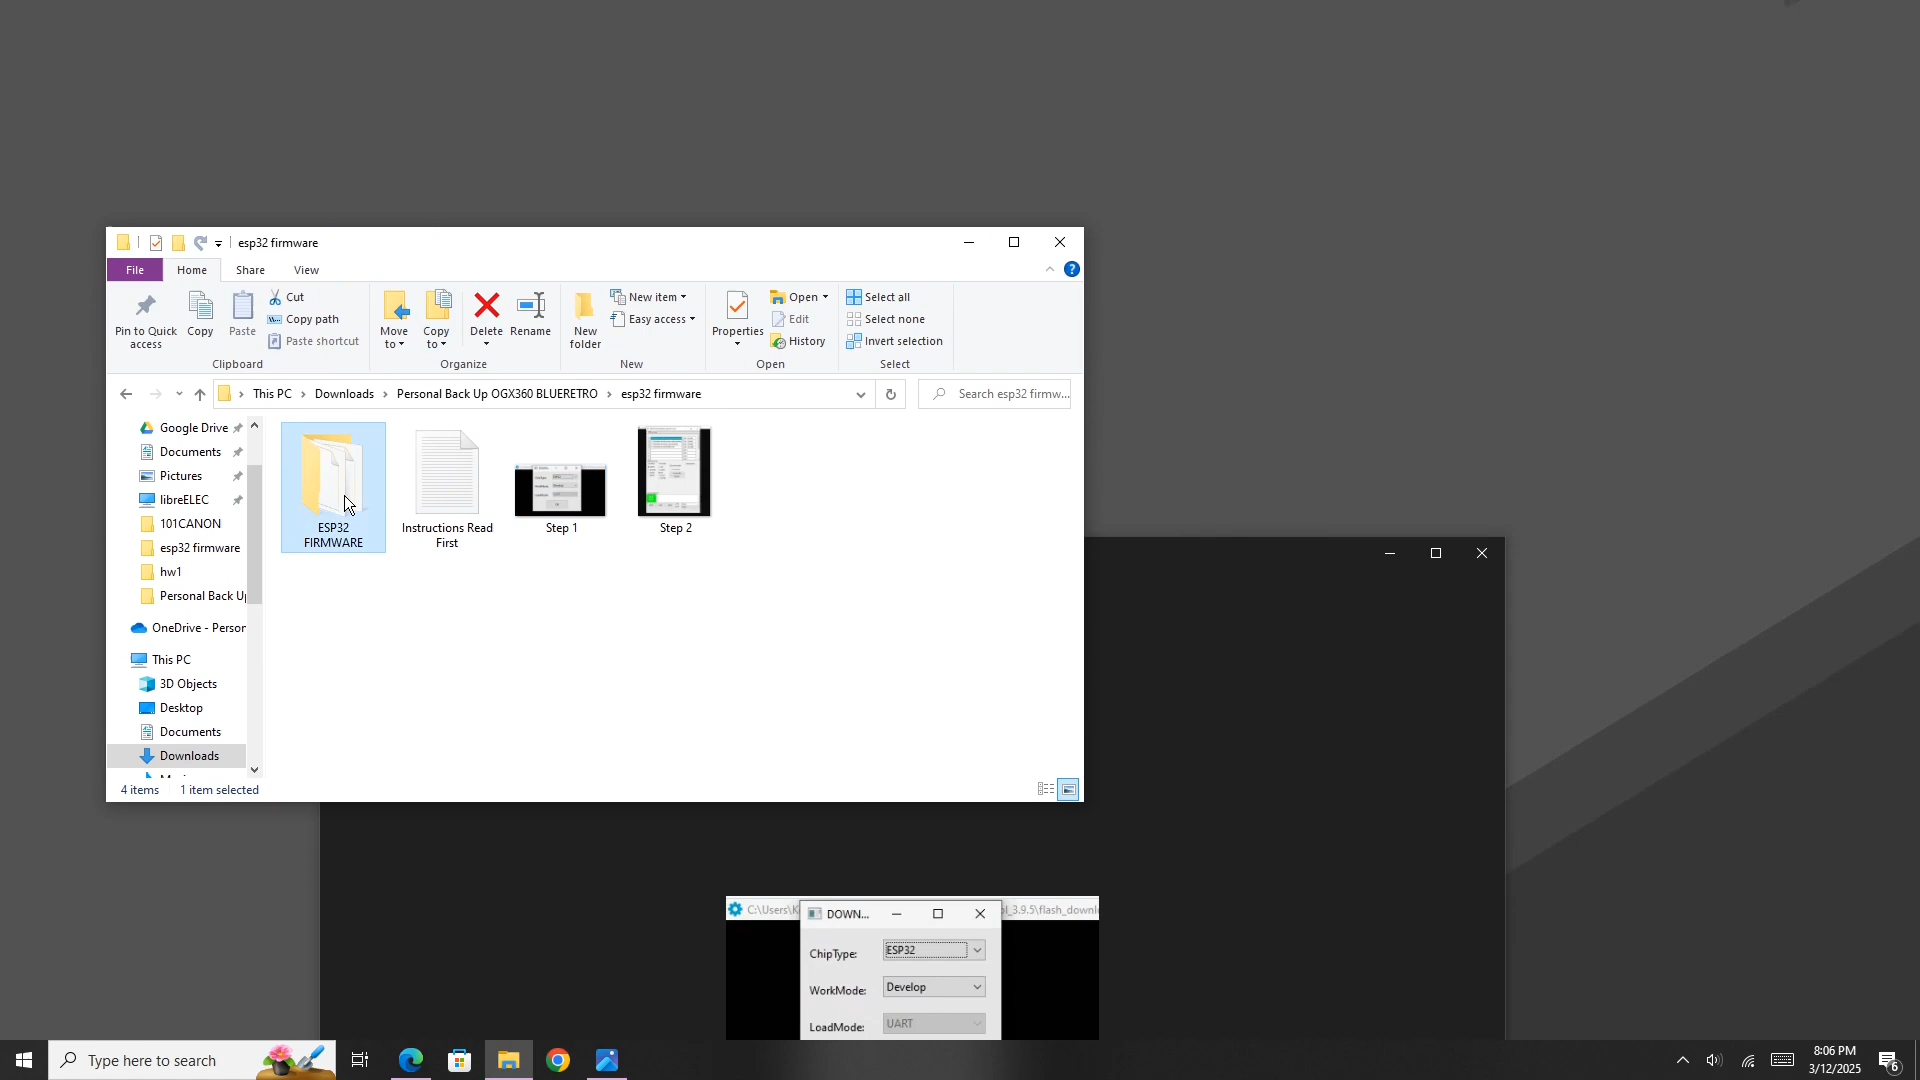 esp32 firmware
File Home Share View
Pin to Quick access
Copy
Paste
Cut
Copy path
Paste shortcut
Move to
Copy to
Delete
Rename
New folder
New item
Easy access
Properties
Open
Edit
History
Select all
Select none
Invert selection
Clipboard Organize New Open Select
This PC > Downloads > Personal Back Up OGX360 BLUERETRO > esp32 firmware
Search esp32 firmw...
Google Drive
Documents
Pictures
libreELEC
101CANON
esp32 firmware
hw1
Personal Back Up
OneDrive - Person
This PC
3D Objects
Desktop
Documents
Downloads
ESP32
FIRMWARE
Instructions Read
First
Step 1
Step 2
4 items 1 item selected
C:\Users\K
DOWN...
ol_3.9.5\flash_downl
ChipType: ESP32
WorkMode: Develop
LoadMode: UART
Type here to search
8:06 PM
3/12/2025
6